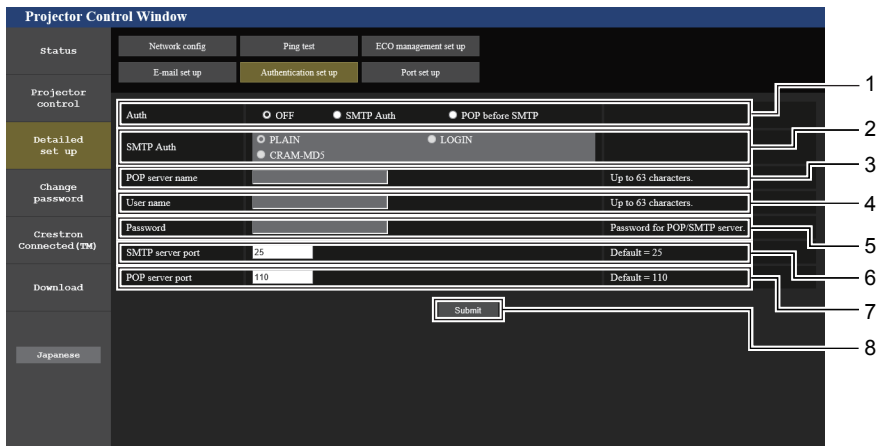 Projector Control Window
Status
Network config
Ping test
ECO management set up
E-mail set up
Authentication set up
Port set up
Projector
control
Detailed
set up
Change
password
Crestron
Connected(TM)
Download
Japanese
Auth
OFF
SMTP Auth
POP before SMTP
1
SMTP Auth
PLAIN
LOGIN
CRAM-MD5
2
POP server name
Up to 63 characters.
3
User name
Up to 63 characters.
4
Password
Password for POP/SMTP server.
5
SMTP server port
25
Default = 25
6
POP server port
110
Default = 110
7
Submit
8